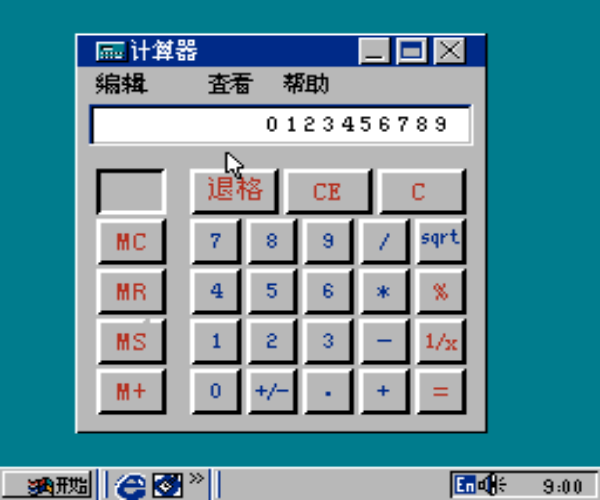 计算器
编辑 查看 帮助
0123456789
退格 CE C
MC 7 8 9 / sqrt
MR 4 5 6 * %
MS 1 2 3 - 1/x
M+ 0 +/- . + =
开始 » En 9:00